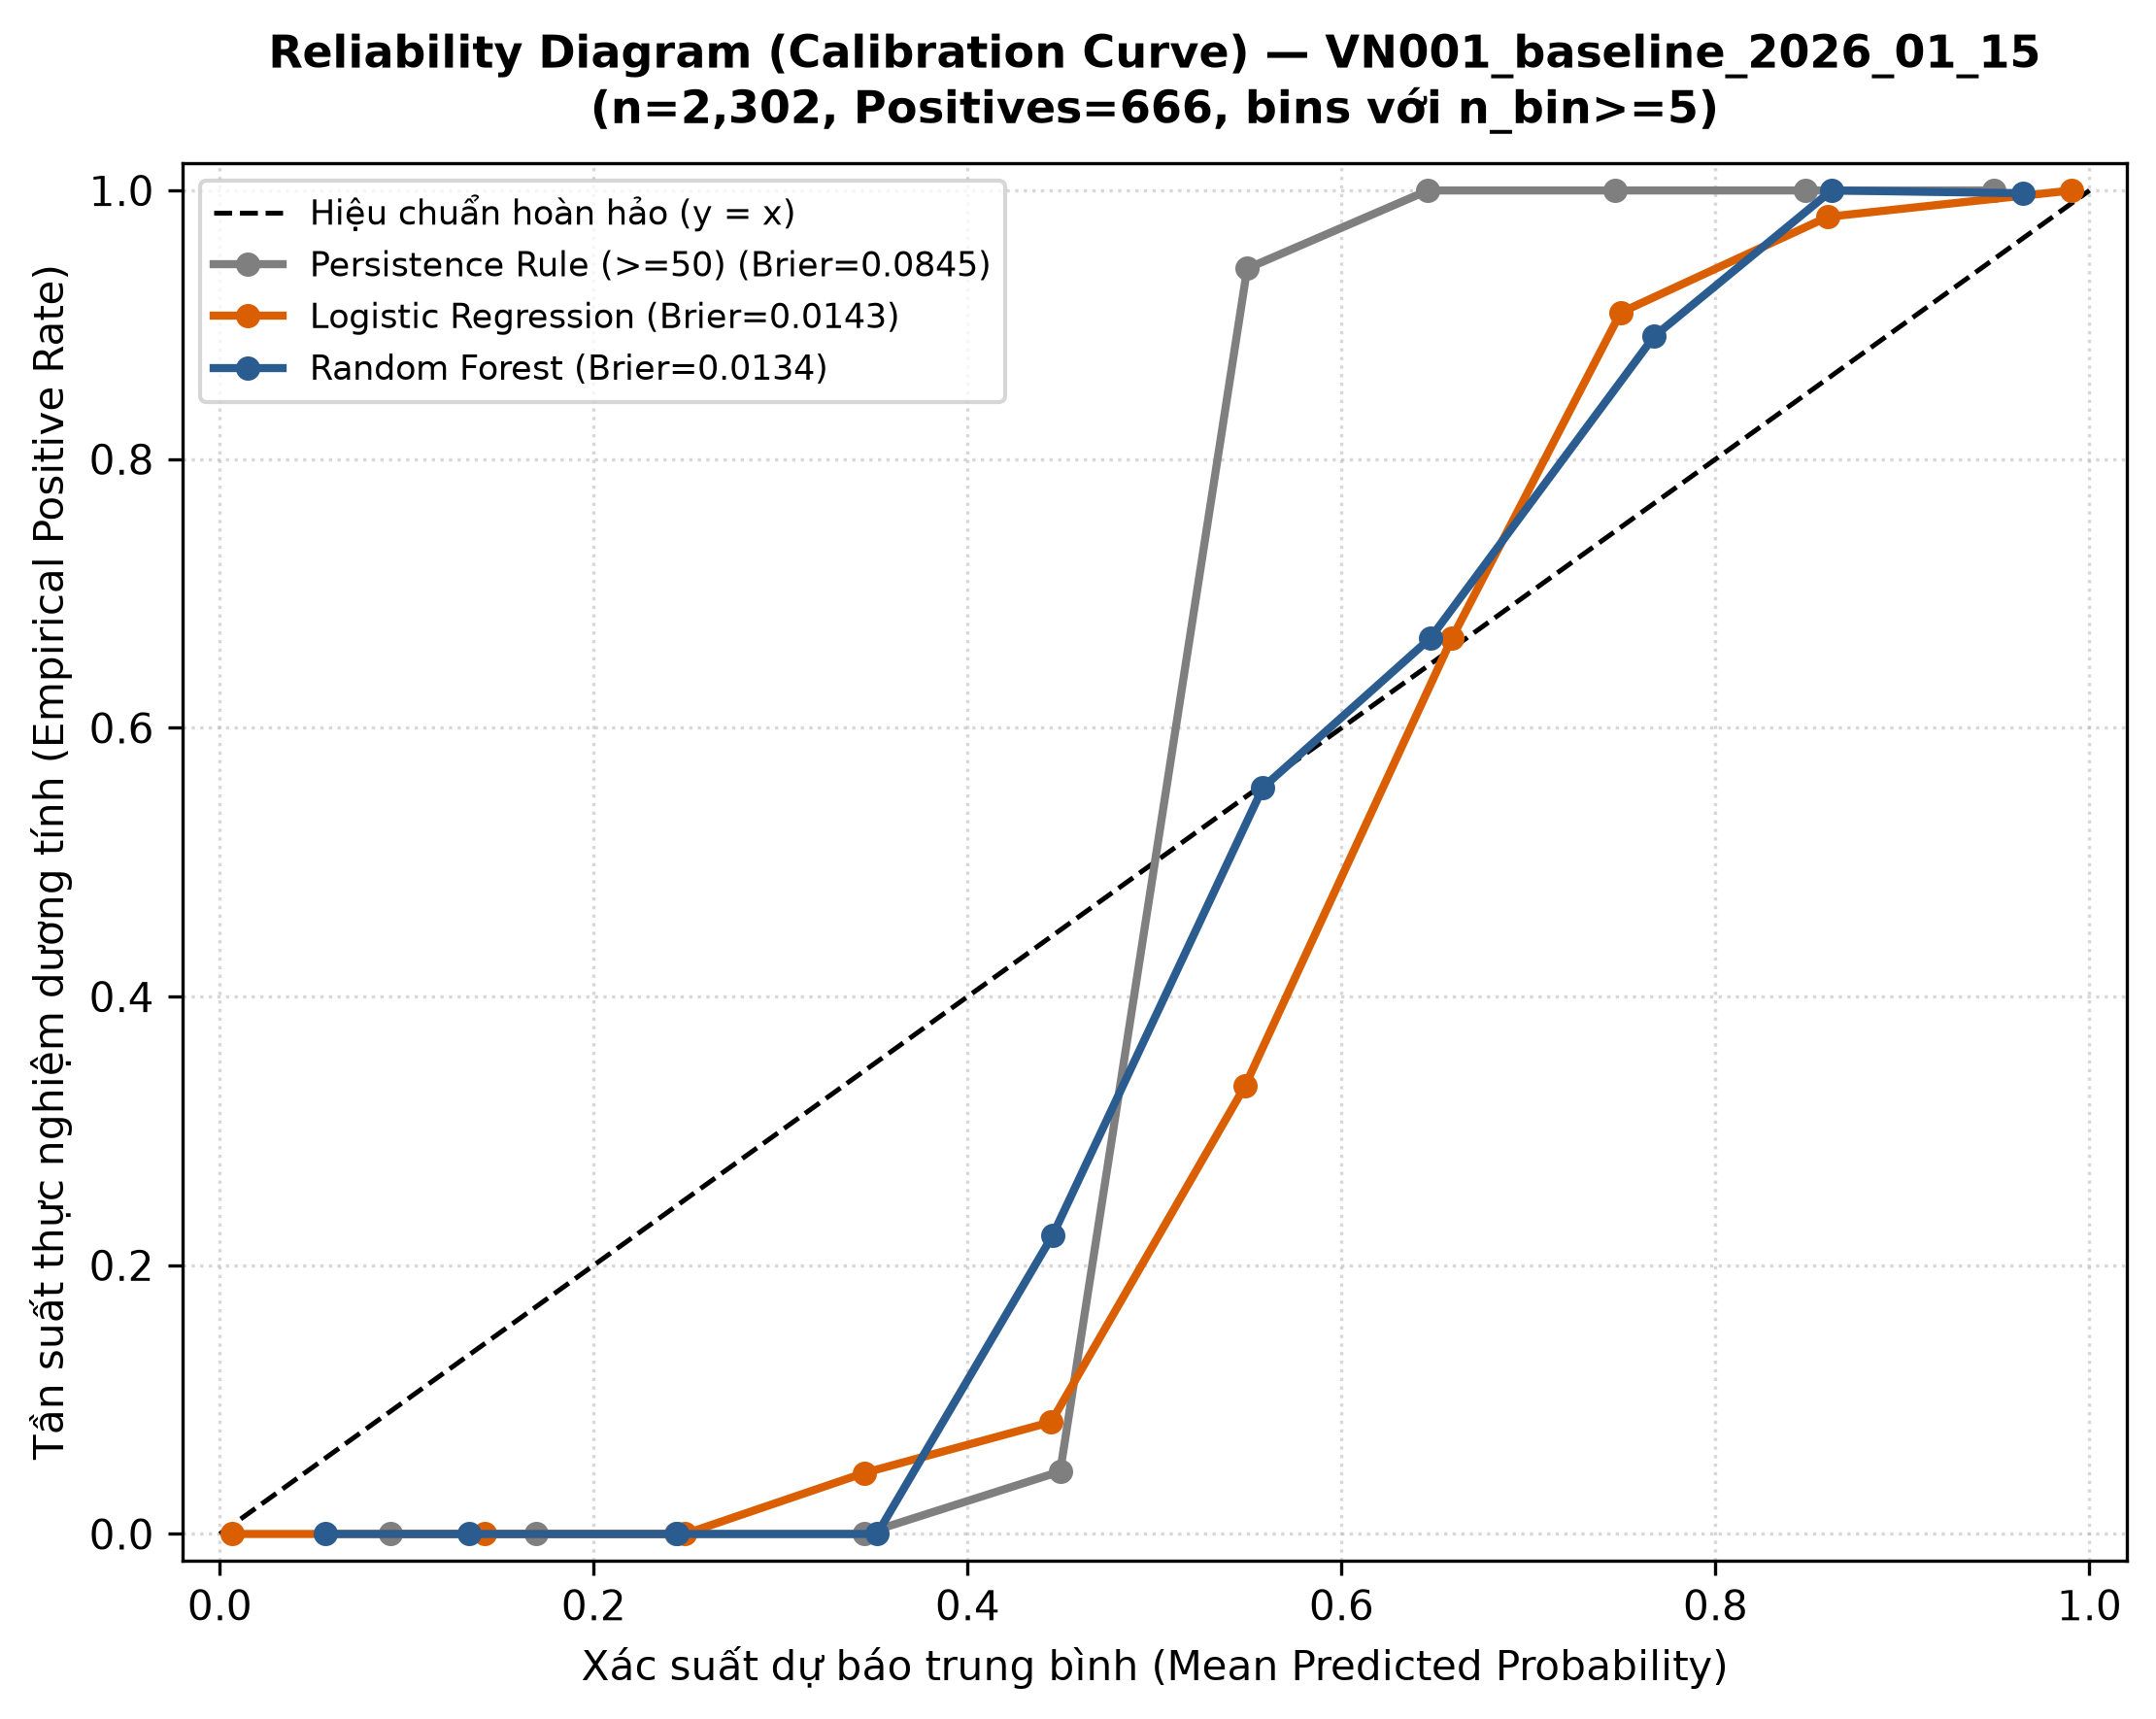 Reliability Diagram (Calibration Curve) — VN001_baseline_2026_01_15
(n=2,302, Positives=666, bins với n_bin>=5)
Hiệu chuẩn hoàn hảo (y = x)
Persistence Rule (>=50) (Brier=0.0845)
Logistic Regression (Brier=0.0143)
Random Forest (Brier=0.0134)
Tần suất thực nghiệm dương tính (Empirical Positive Rate)
1.0
0.8
0.6
0.4
0.2
0.0
0.0 0.2 0.4 0.6 0.8 1.0
Xác suất dự báo trung bình (Mean Predicted Probability)